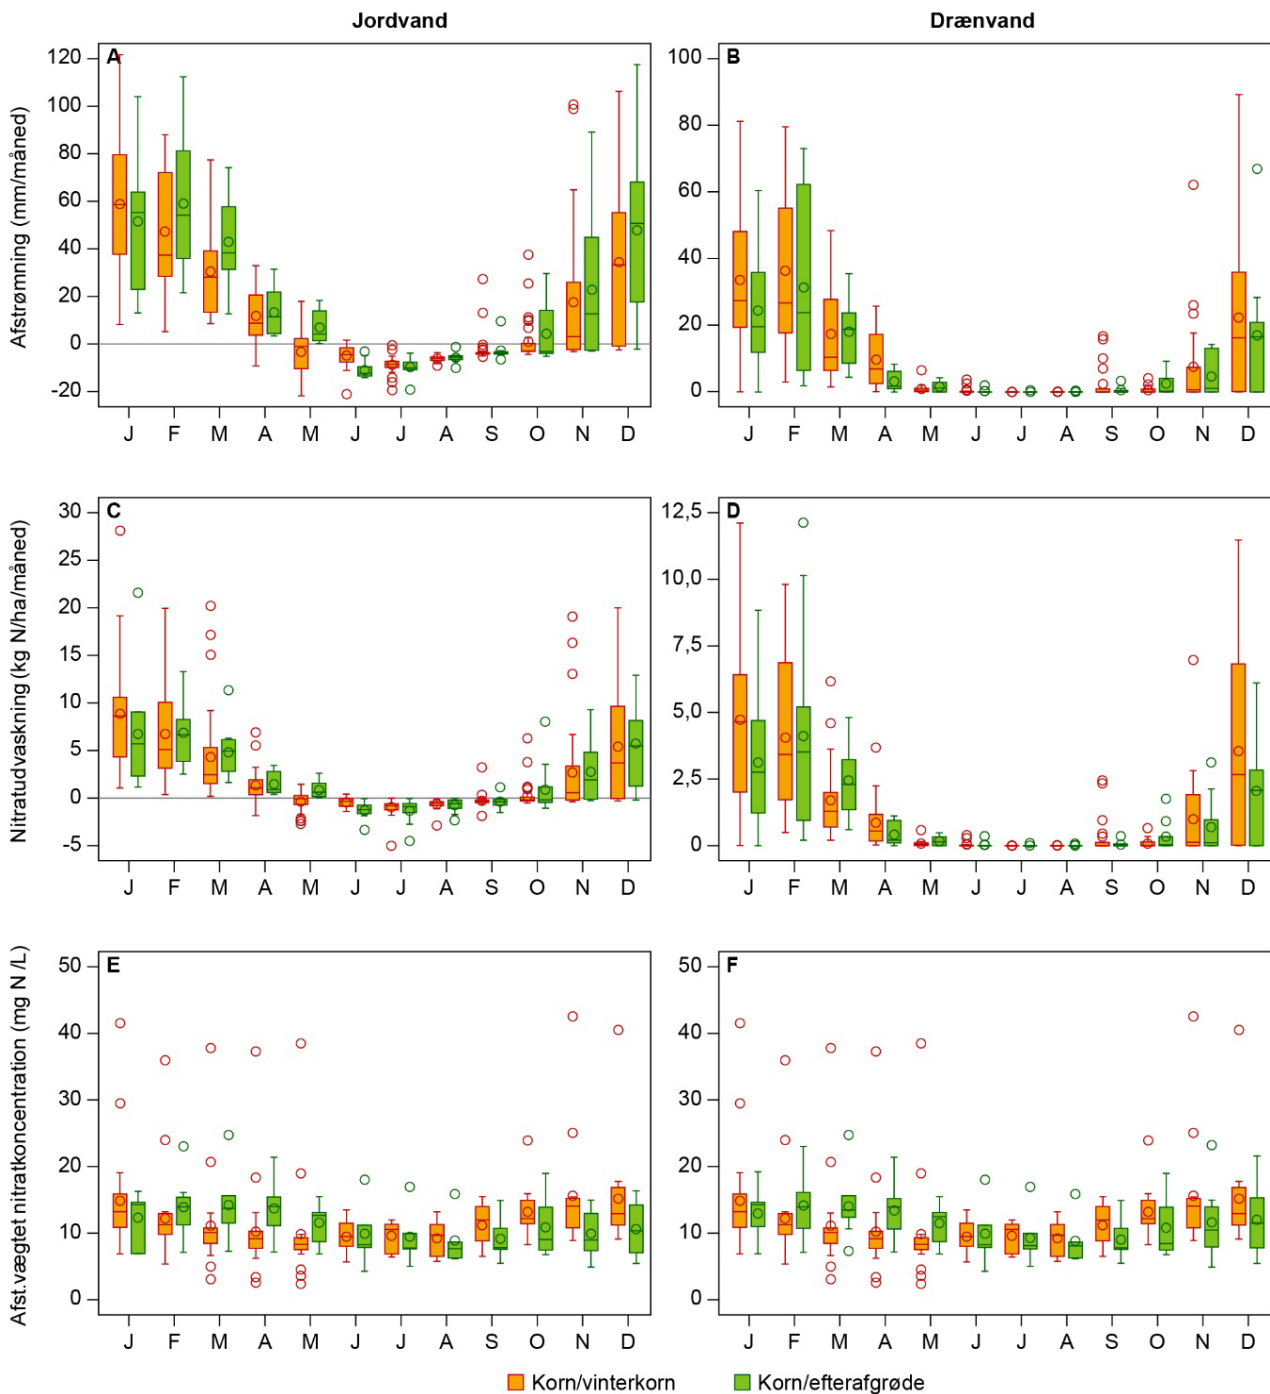 Jordvand
Drænvand
A
B
Afstrømning (mm/måned)
120
100
80
60
40
20
0
-20
100
80
60
40
20
0
J F M A M J J A S O N D
J F M A M J J A S O N D
C
D
Nitratudvaskning (kg N/ha/måned)
30
25
20
15
10
5
0
-5
12,5
10,0
7,5
5,0
2,5
0
J F M A M J J A S O N D
J F M A M J J A S O N D
E
F
Afst.vægtet nitratkoncentration (mg N /L)
50
40
30
20
10
0
50
40
30
20
10
0
J F M A M J J A S O N D
J F M A M J J A S O N D
Korn/vinterkorn
Korn/efterafgrøde